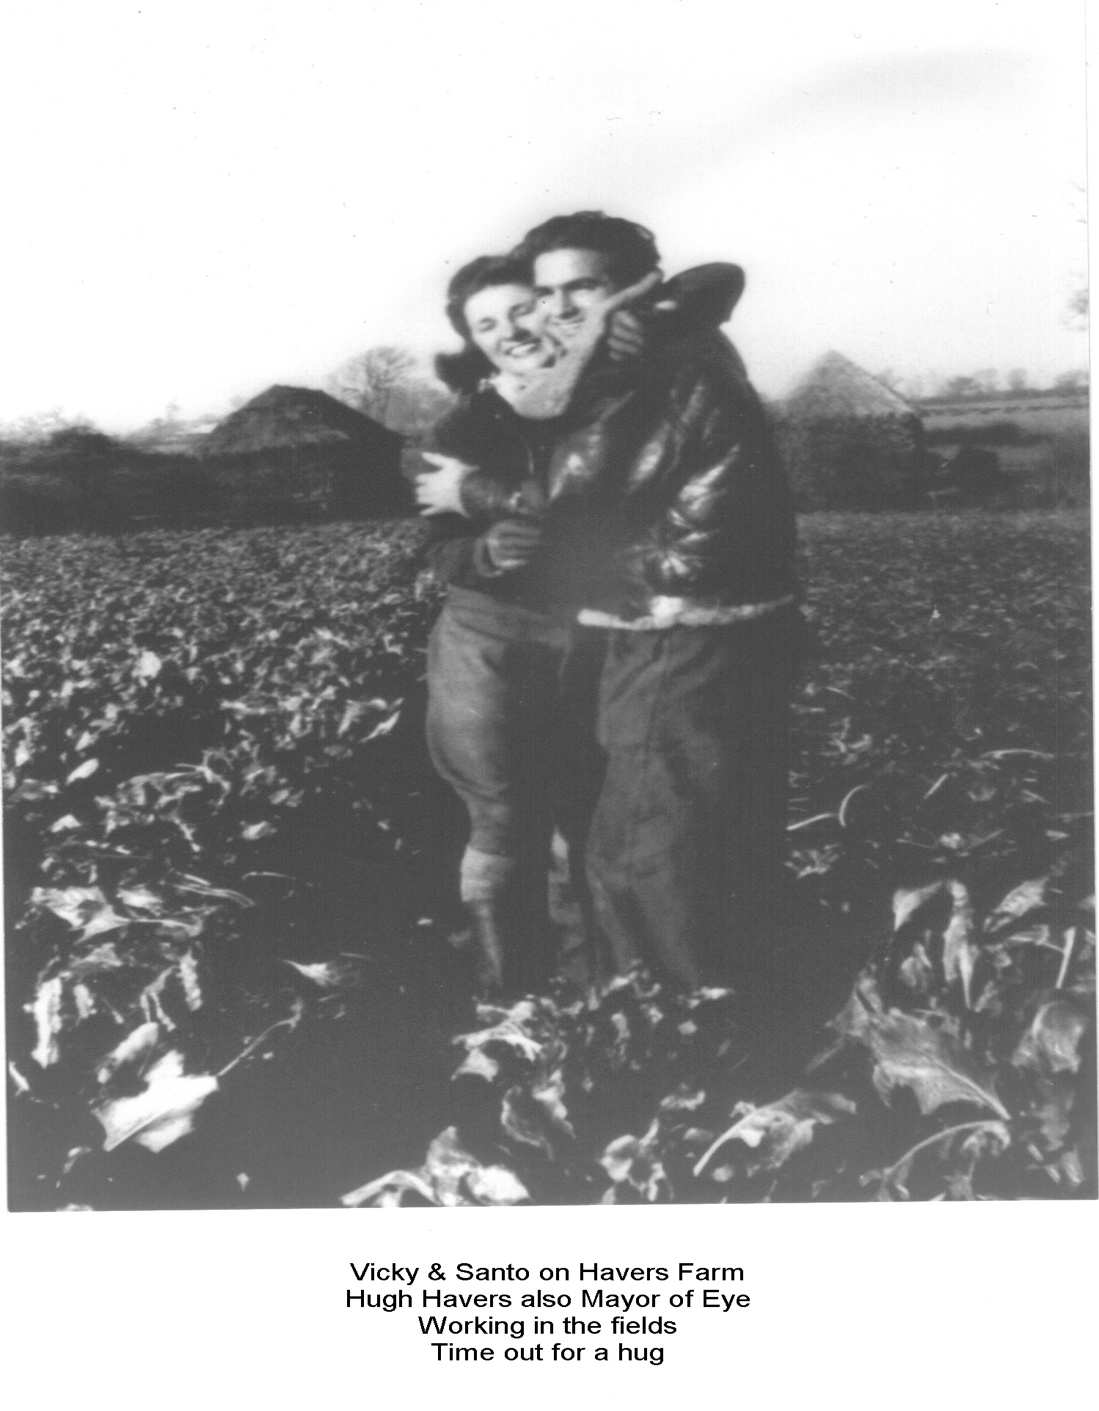 Vicky & Santo on Havers Farm
Hugh Havers also Mayor of Eye
Working in the fields
Time out for a hug